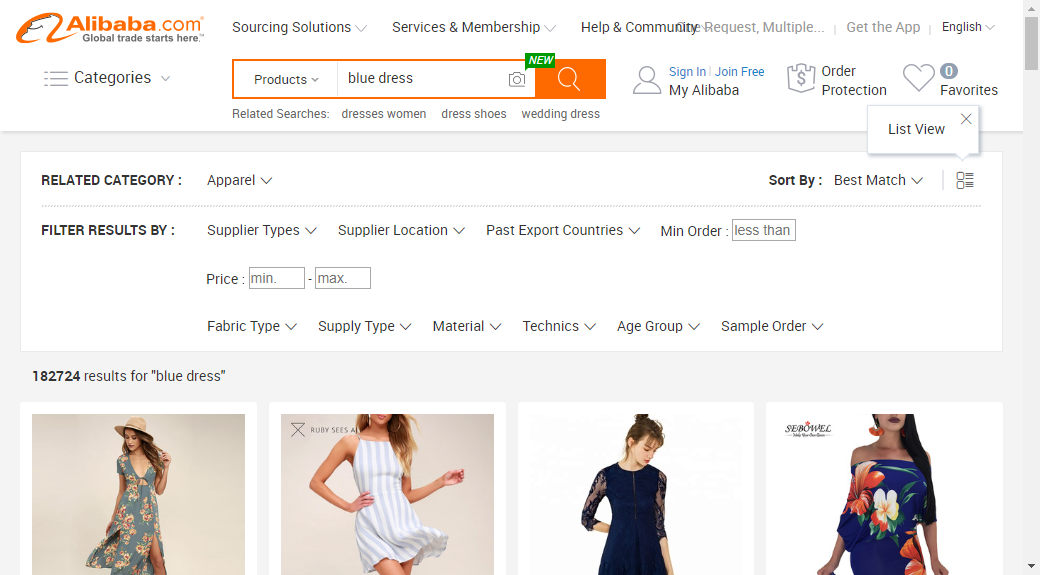 Alibaba.com
Global trade starts here.™
Sourcing Solutions
Services & Membership
Help & Community
One Request, Multiple...
Get the App
English
Categories
Products
blue dress
NEW
Sign In | Join Free
My Alibaba
Order
Protection
0
Favorites
Related Searches: dresses women dress shoes wedding dress
List View
RELATED CATEGORY : Apparel
Sort By : Best Match
FILTER RESULTS BY : Supplier Types Supplier Location Past Export Countries Min Order : less than
Price : min. - max.
Fabric Type Supply Type Material Technics Age Group Sample Order
182724 results for "blue dress"
RUBY SEES A
SEBOWEL